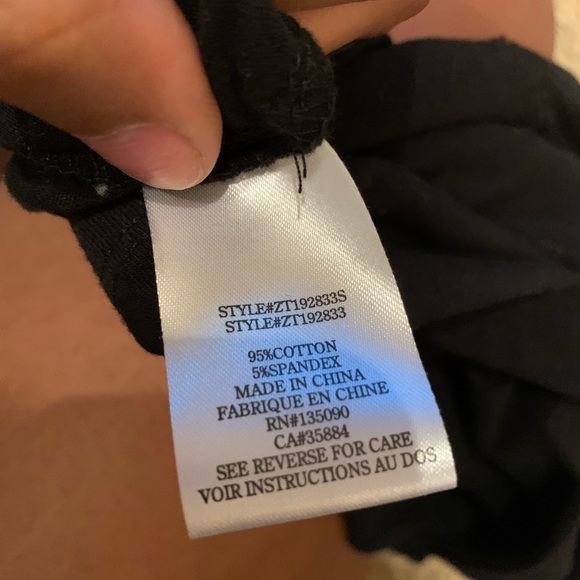 STYLE#ZT192833S
STYLE#ZT192833
95%COTTON
5%SPANDEX
MADE IN CHINA
FABRIQUE EN CHINE
RN#135090
CA#35884
SEE REVERSE FOR CARE
VOIR INSTRUCTIONS AU DOS